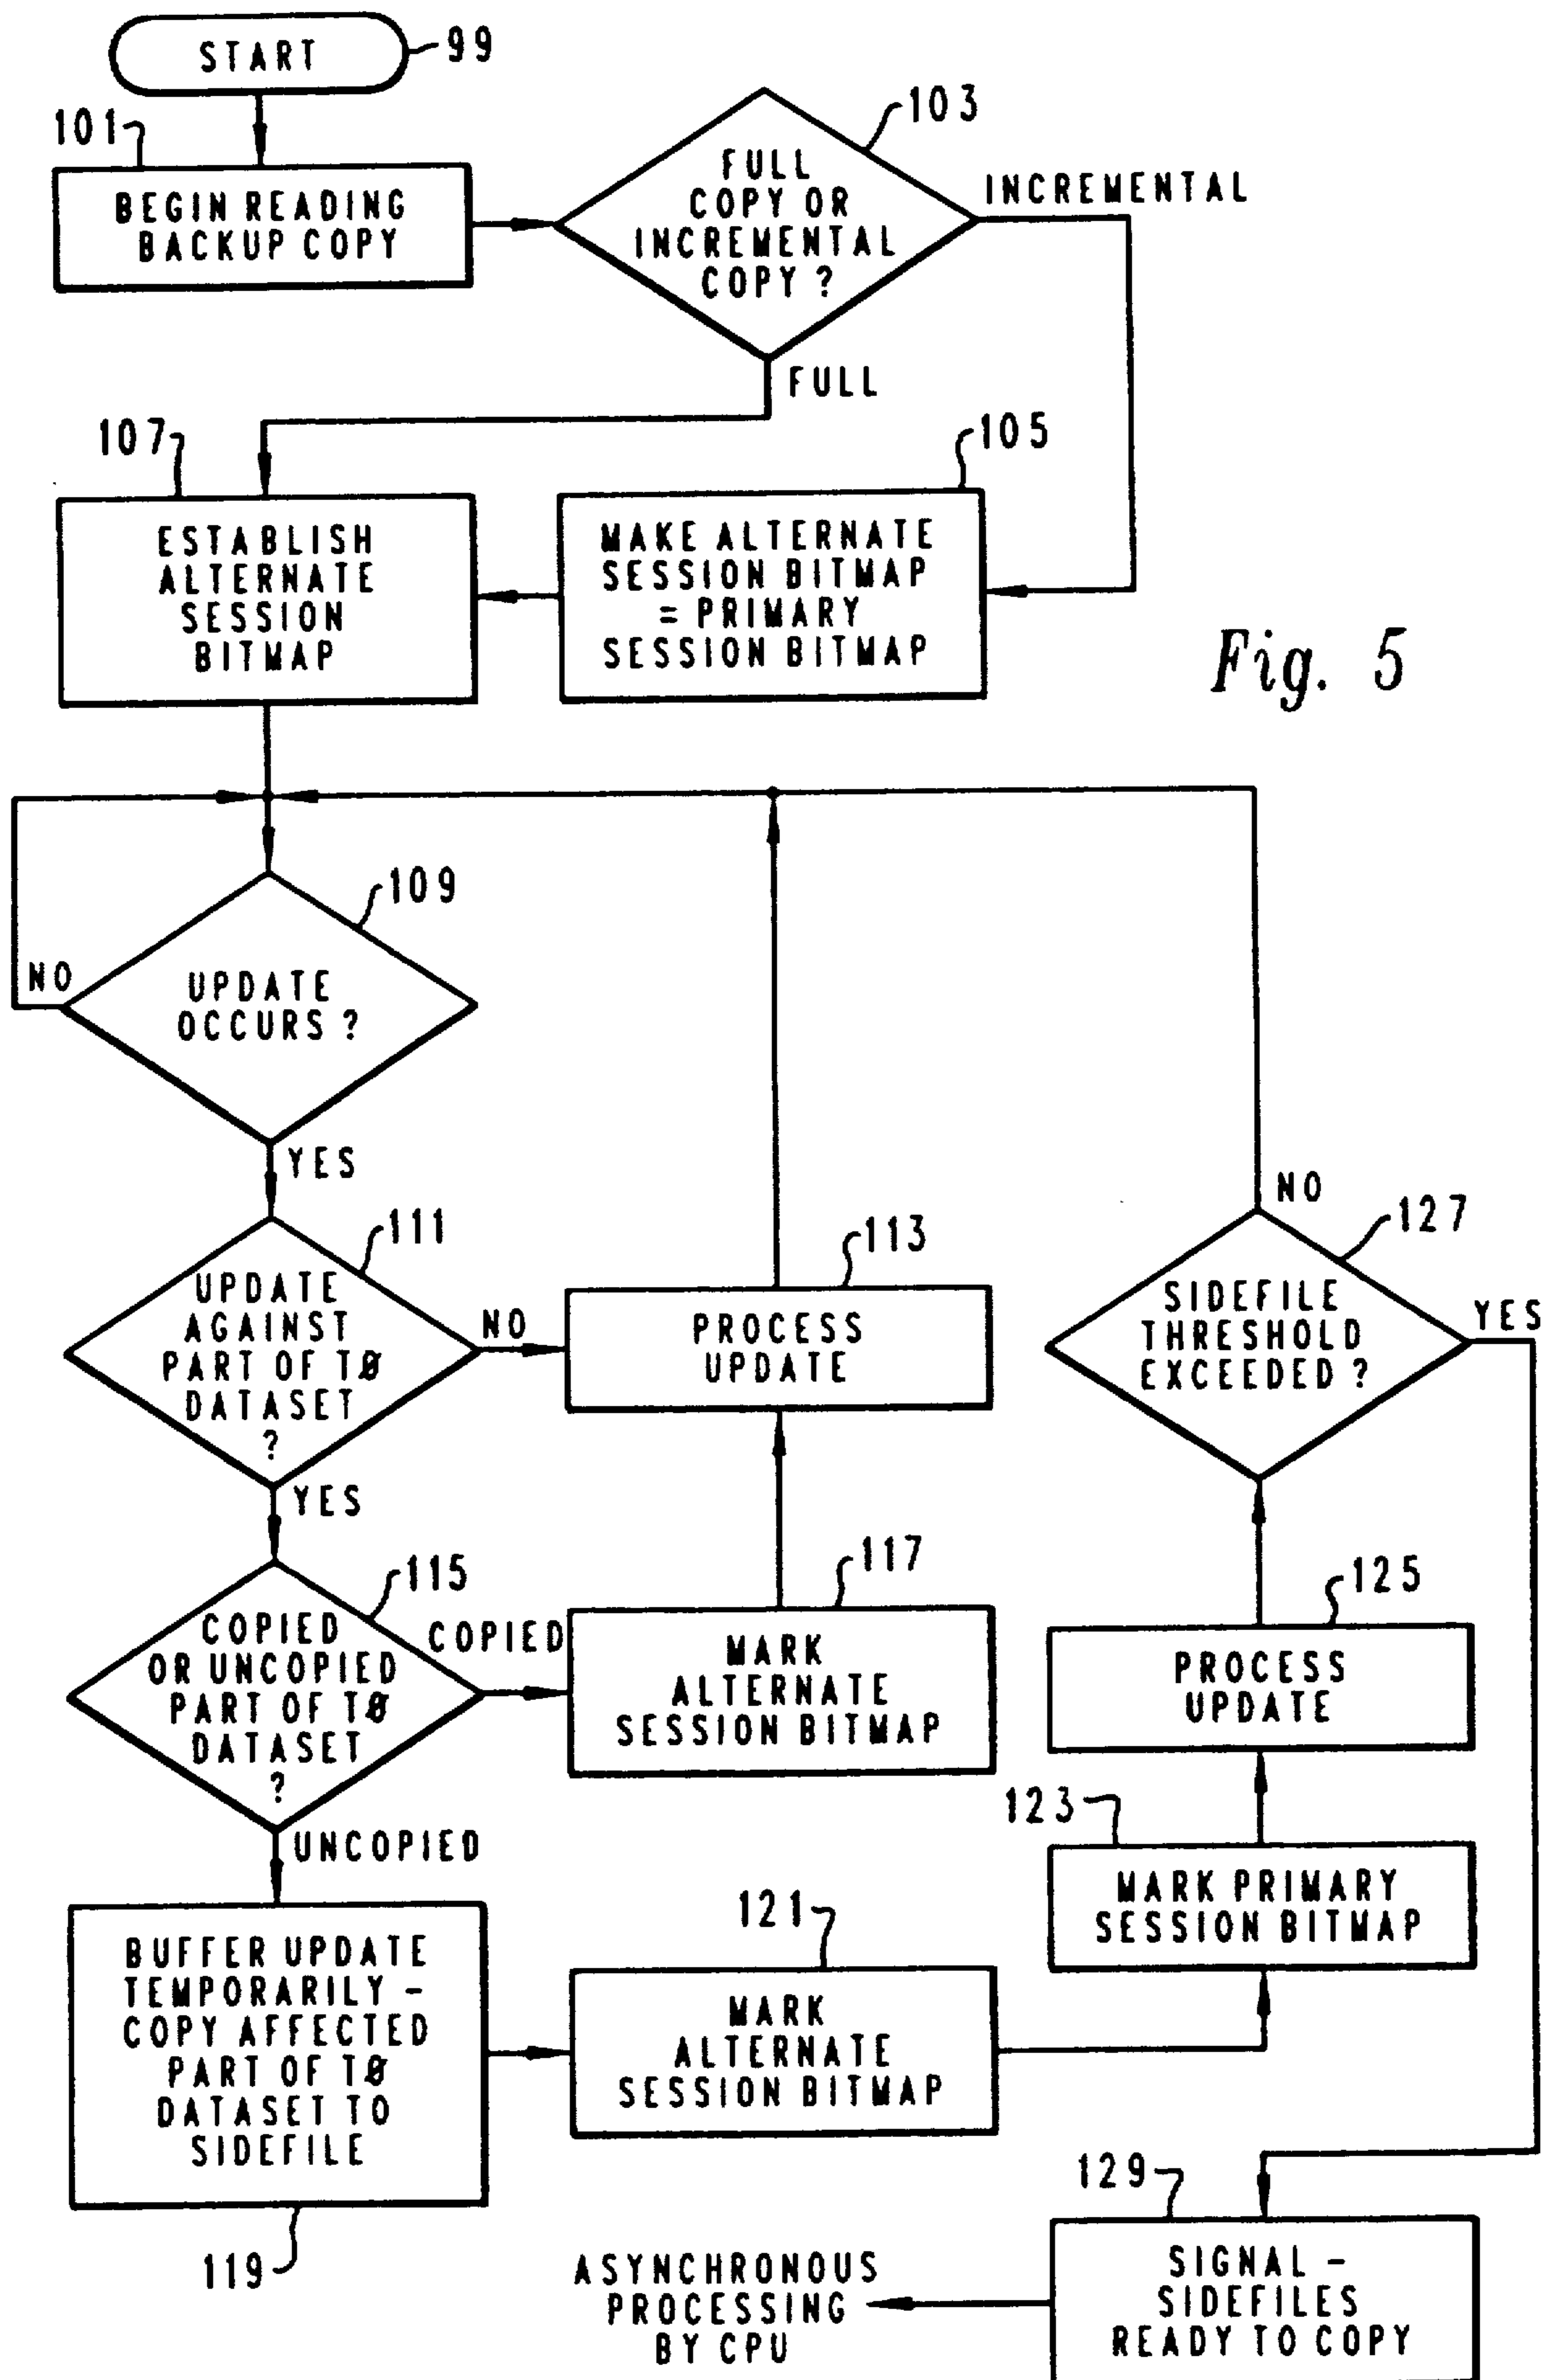 START
99
101
BEGIN READING
BACKUP COPY
103
FULL
COPY OR
INCREMENTAL
COPY ?
INCREMENTAL
FULL
107
ESTABLISH
ALTERNATE
SESSION
BITMAP
105
MAKE ALTERNATE
SESSION BITMAP
= PRIMARY
SESSION BITMAP
Fig. 5
109
NO
UPDATE
OCCURS ?
YES
111
UPDATE
AGAINST
PART OF T0
DATASET
?
NO
YES
113
PROCESS
UPDATE
NO
127
SIDEFILE
THRESHOLD
EXCEEDED ?
YES
115
COPIED
OR UNCOPIED
PART OF T0
DATASET
?
COPIED
UNCOPIED
117
MARK
ALTERNATE
SESSION BITMAP
125
PROCESS
UPDATE
123
MARK PRIMARY
SESSION BITMAP
BUFFER UPDATE
TEMPORARILY -
COPY AFFECTED
PART OF T0
DATASET TO
SIDEFILE
119
121
MARK
ALTERNATE
SESSION BITMAP
129
SIGNAL -
SIDEFILES
READY TO COPY
ASYNCHRONOUS
PROCESSING
BY CPU